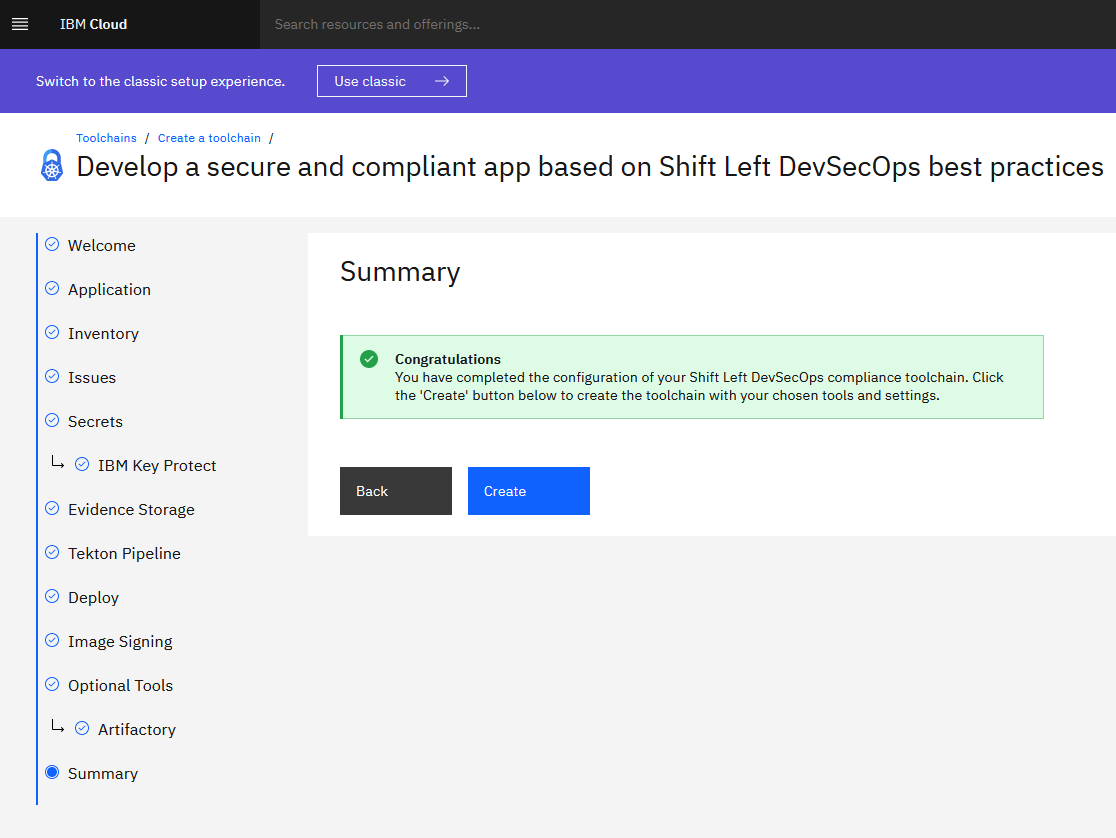 IBM Cloud
Search resources and offerings...
Switch to the classic setup experience.
Use classic
Toolchains / Create a toolchain /
Develop a secure and compliant app based on Shift Left DevSecOps best practices
Welcome
Application
Inventory
Issues
Secrets
IBM Key Protect
Evidence Storage
Tekton Pipeline
Deploy
Image Signing
Optional Tools
Artifactory
Summary
Summary
Congratulations
You have completed the configuration of your Shift Left DevSecOps compliance toolchain. Click
the 'Create' button below to create the toolchain with your chosen tools and settings.
Back
Create